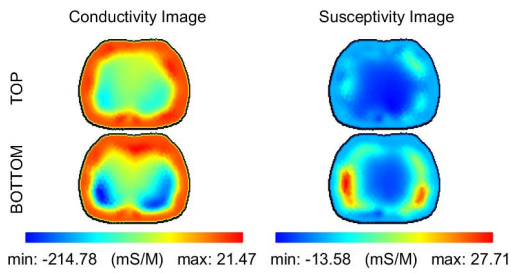 Conductivity Image
Susceptivity Image
TOP
BOTTOM
min: -214.78 (mS/M) max: 21.47
min: -13.58 (mS/M) max: 27.71